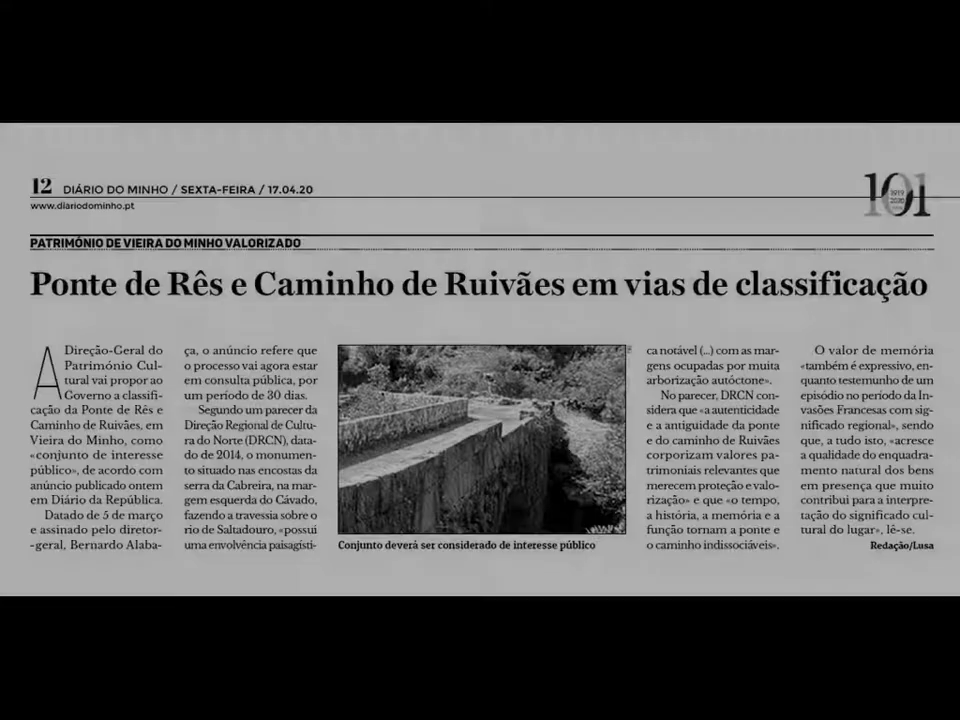 12 DIÁRIO DO MINHO / SEXTA-FEIRA / 17.04.20
101
1919
2020
www.diariodominho.pt
PATRIMÓNIO DE VIEIRA DO MINHO VALORIZADO
Ponte de Rês e Caminho de Ruivães em vias de classificação
A Direção-Geral do
Património Cul-
tural vai propor ao
Governo a classifi-
cação da Ponte de Rês e
Caminho de Ruivães, em
Vieira do Minho, como
«conjunto de interesse
público», de acordo com
anúncio publicado ontem
em Diário da República.
Datado de 5 de março
e assinado pelo diretor-
-geral, Bernardo Alaba-
ça, o anúncio refere que
o processo vai agora estar
em consulta pública, por
um período de 30 dias.
Segundo um parecer da
Direção Regional de Cultu-
ra do Norte (DRCN), data-
do de 2014, o monumen-
to situado nas encostas da
serra da Cabreira, na mar-
gem esquerda do Cávado,
fazendo a travessia sobre o
rio de Saltadouro, «possui
uma envolvência paisagísti-
Conjunto deverá ser considerado de interesse público
ca notável (...) com as mar-
gens ocupadas por muita
arborização autóctone».
No parecer, DRCN con-
sidera que «a autenticidade
e a antiguidade da ponte
e do caminho de Ruivães
corporizam valores pa-
trimoniais relevantes que
merecem proteção e valo-
rização» e que «o tempo,
a história, a memória e a
função tornam a ponte e
o caminho indissociáveis».
O valor de memória
«também é expressivo, en-
quanto testemunho de um
episódio no período da In-
vasões Francesas com sig-
nificado regional», sendo
que, a tudo isto, «acresce
a qualidade do enquadra-
mento natural dos bens
em presença que muito
contribui para a interpre-
tação do significado cul-
tural do lugar», lê-se.
Redação/Lusa